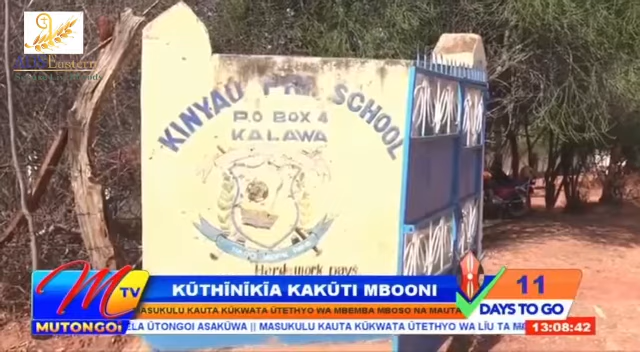 Eastern
KINYAU PRI SCHOOL
P.O BOX 4
KALAWA
Hardwork pays
M TV
MUTONGOi
KŨTHĨNĨKĨA KAKŨTI MBOONI
11
DAYS TO GO
MASUKULU KAUTA KŨKWATA ŨTETHYO WA MBEMBA MBOSO NA MAUTA
ELA ŨTONGOI ASAKŨWA || MASUKULU KAUTA KŨKWATA ŨTETHYO WA LĨU TA MA
13:08:42